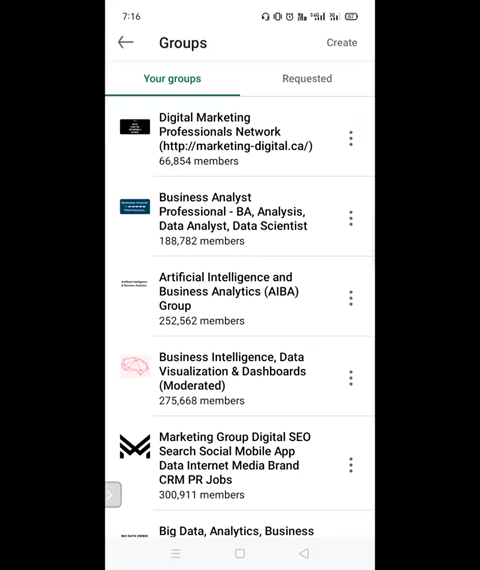 7:16
Groups
Create
Your groups
Requested
Digital Marketing
Professionals Network
(http://marketing-digital.ca/)
66,854 members
Business Analyst
Professional - BA, Analysis,
Data Analyst, Data Scientist
188,782 members
Artificial Intelligence and
Business Analytics (AIBA)
Group
252,562 members
Business Intelligence, Data
Visualization & Dashboards
(Moderated)
275,668 members
Marketing Group Digital SEO
Search Social Mobile App
Data Internet Media Brand
CRM PR Jobs
300,911 members
Big Data, Analytics, Business